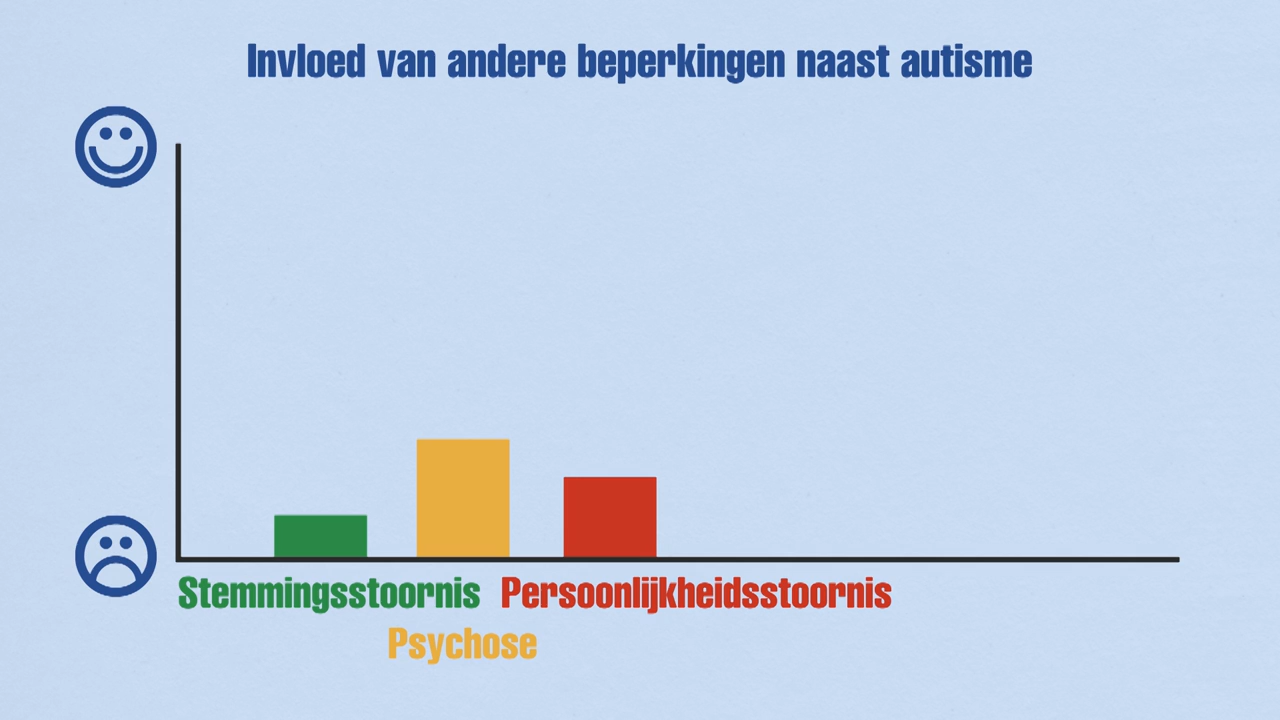 Invloed van andere beperkingen naast autisme
Stemmingsstoornis
Persoonlijkheidsstoornis
Psychose